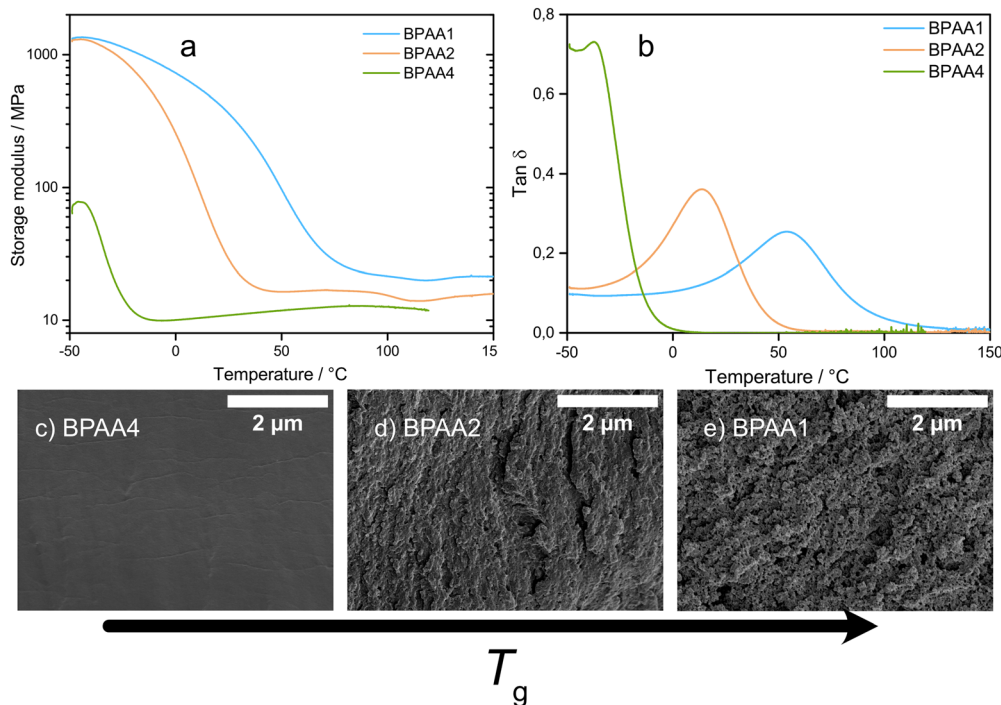 a
BPAA1
BPAA2
BPAA4
Storage modulus / MPa
1000
100
10
-50
0
50
100
15
Temperature / °C
b
BPAA1
BPAA2
BPAA4
Tan δ
0,8
0,6
0,4
0,2
0,0
-50
0
50
100
150
Temperature / °C
c) BPAA4
2 µm
d) BPAA2
2 µm
e) BPAA1
2 µm
Tg